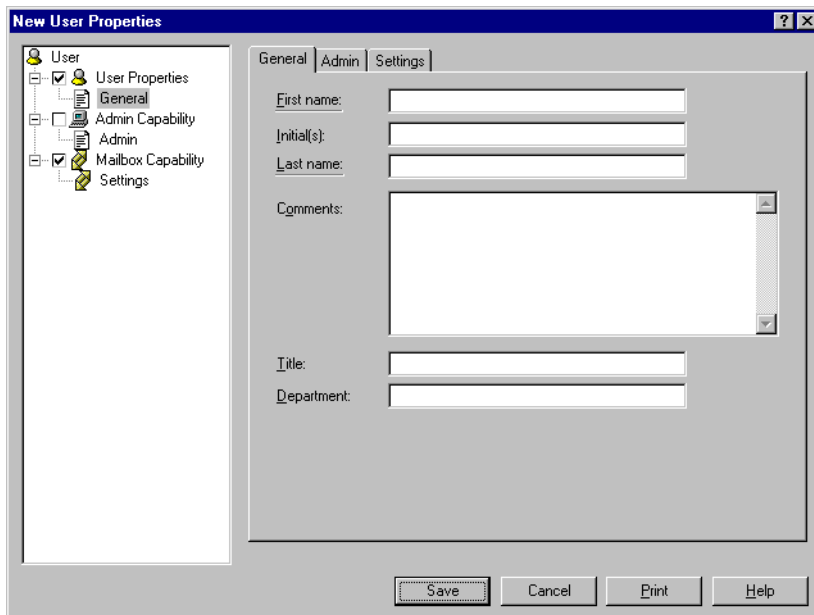 New User Properties
User
User Properties
General
Admin Capability
Admin
Mailbox Capability
Settings
General Admin Settings
First name:
Initial(s):
Last name:
Comments:
Title:
Department:
Save Cancel Print Help